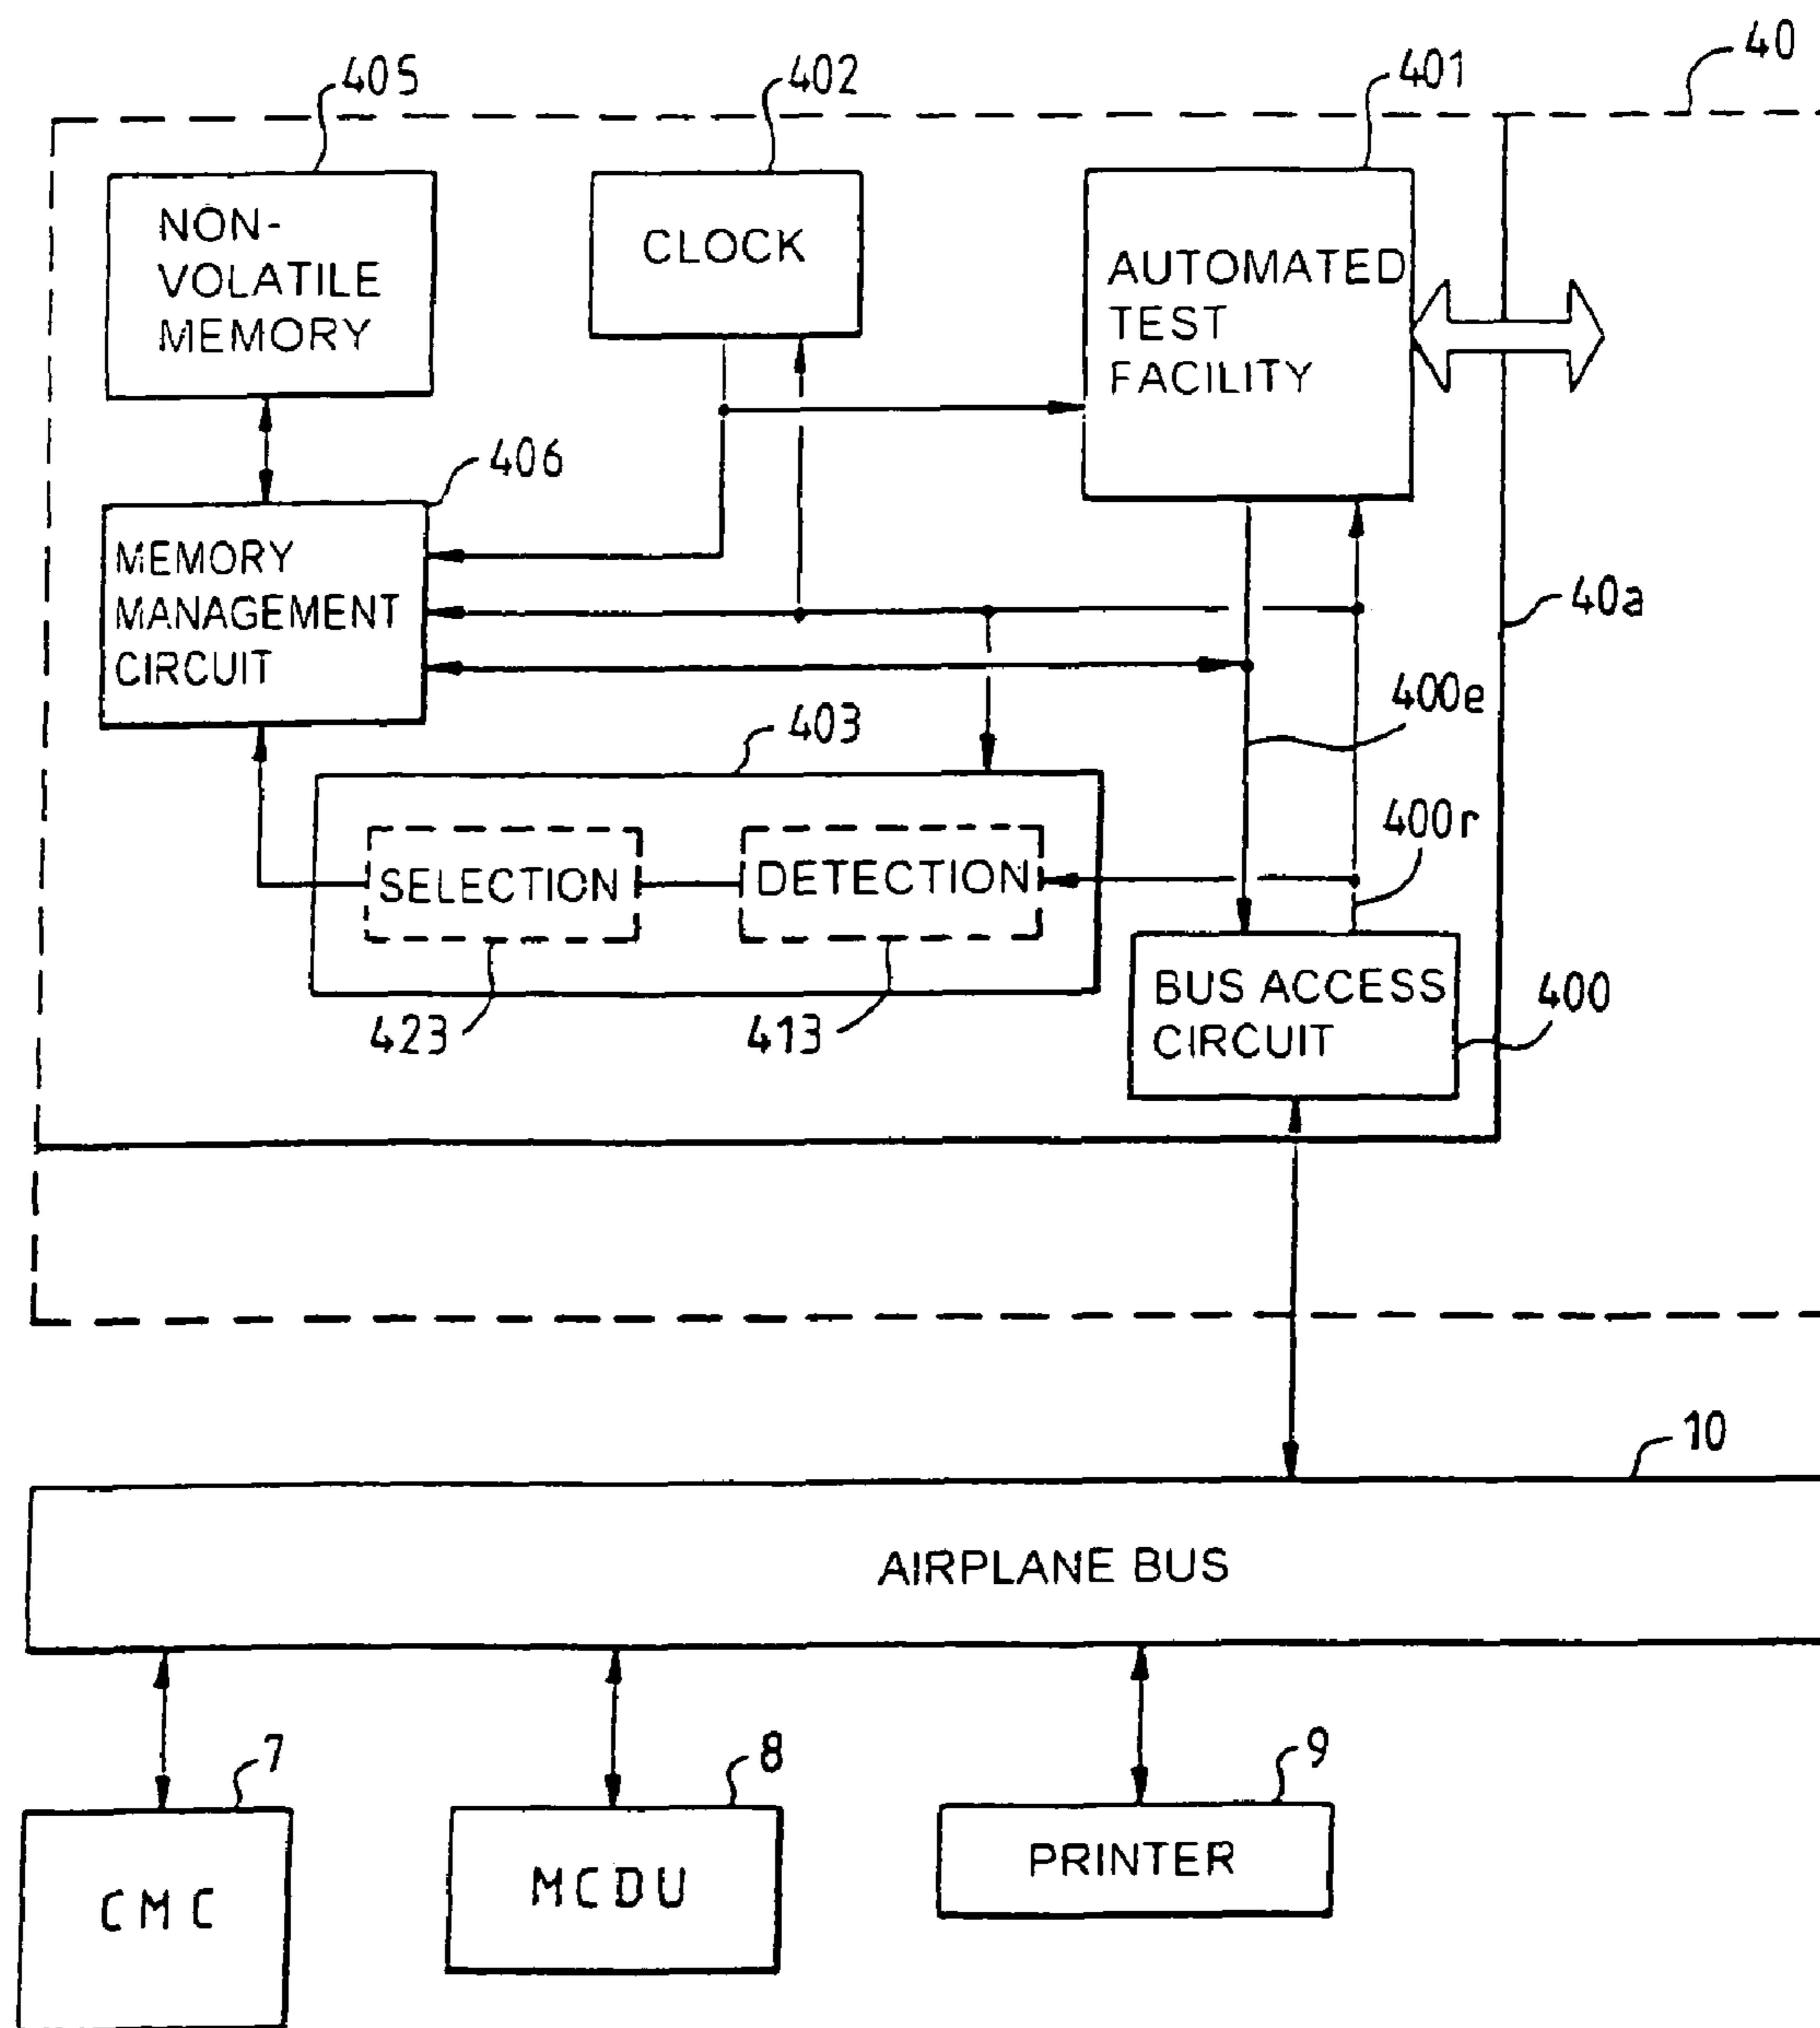 40
405
402
401
NON-
VOLATILE
MEMORY
CLOCK
AUTOMATED
TEST
FACILITY
406
MEMORY
MANAGEMENT
CIRCUIT
40a
400e
403
400r
SELECTION
DETECTION
423
413
BUS ACCESS
CIRCUIT
400
10
AIRPLANE BUS
7
8
9
CMC
MCDU
PRINTER